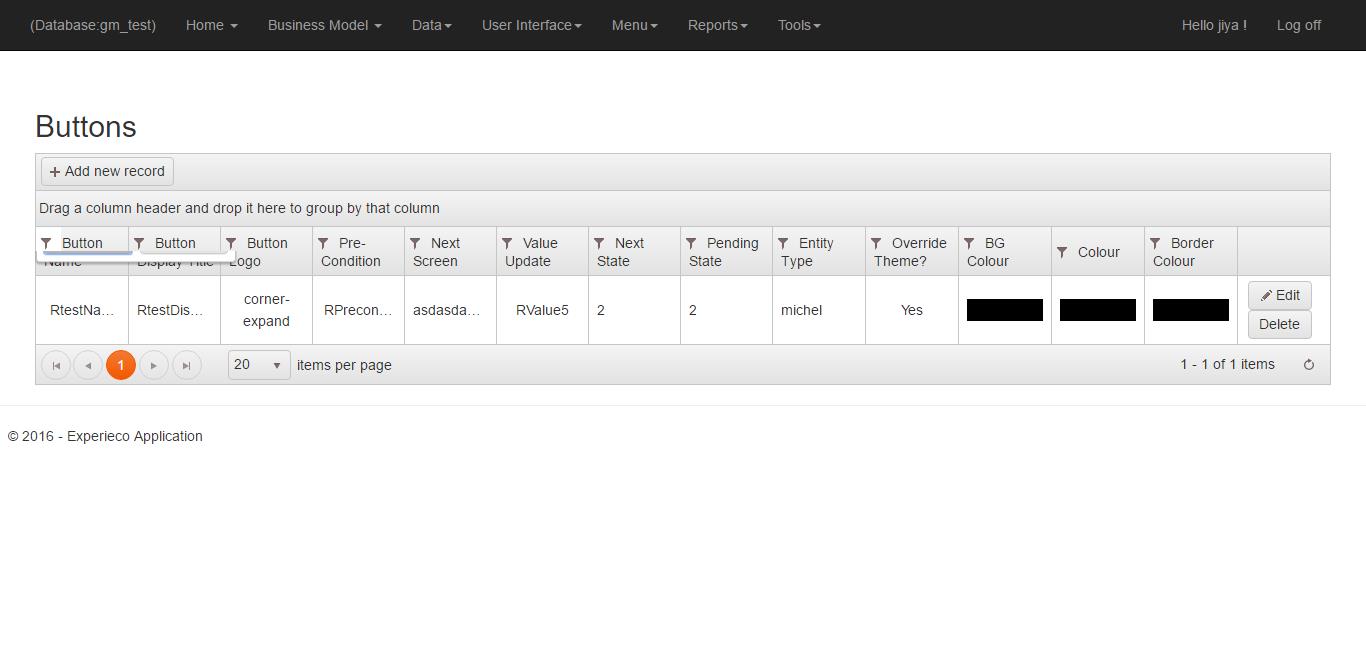 (Database:gm_test) Home Business Model Data User Interface Menu Reports Tools Hello jiya ! Log off
Buttons
+ Add new record
Drag a column header and drop it here to group by that column
Button Name
Button Display Title
Button Logo
Pre-Condition
Next Screen
Value Update
Next State
Pending State
Entity Type
Override Theme?
BG Colour
Colour
Border Colour
RtestNa...
RtestDis...
corner-
expand
RPrecon...
asdasda...
RValue5
2
2
michel
Yes
Edit
Delete
1 20 items per page 1 - 1 of 1 items
© 2016 - Experieco Application